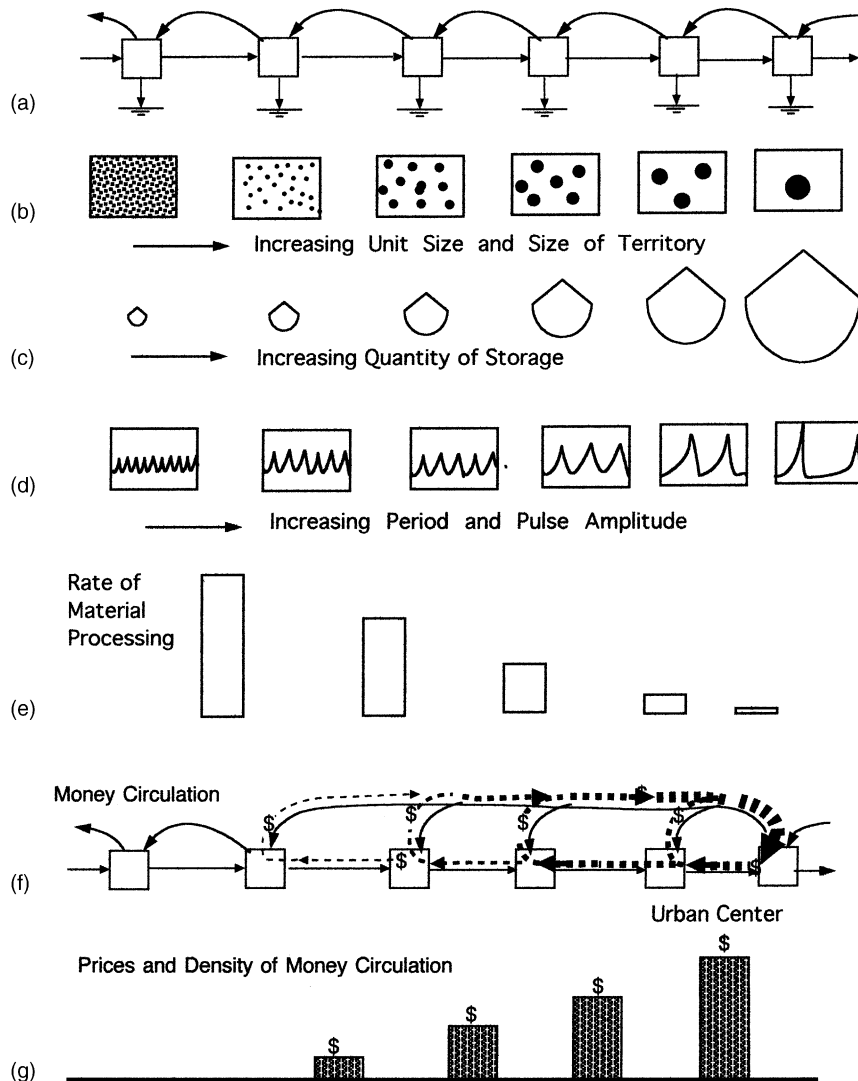 (a)
(b)
Increasing Unit Size and Size of Territory
(c)
Increasing Quantity of Storage
(d)
Increasing Period and Pulse Amplitude
Rate of
Material
Processing
(e)
Money Circulation
$ $ $ $ $
$ $
(f)
Urban Center
Prices and Density of Money Circulation
$
$
$
$
(g)